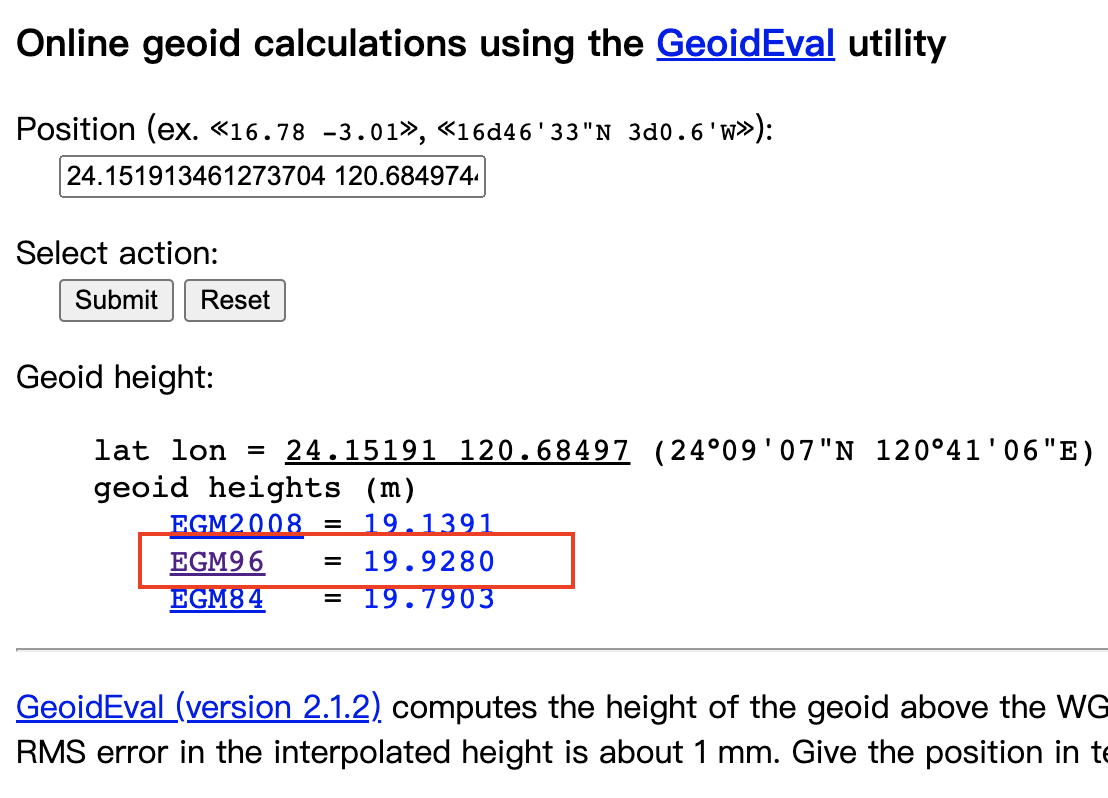 Online geoid calculations using the GeoidEval utility
Position (ex. «16.78 -3.01», «16d46'33"N 3d0.6'W»):
24.151913461273704 120.6849744
Select action:
Submit Reset
Geoid height:
lat lon = 24.15191 120.68497 (24°09'07"N 120°41'06"E)
geoid heights (m)
EGM2008 = 19.1391
EGM96 = 19.9280
EGM84 = 19.7903
GeoidEval (version 2.1.2) computes the height of the geoid above the WG
RMS error in the interpolated height is about 1 mm. Give the position in te